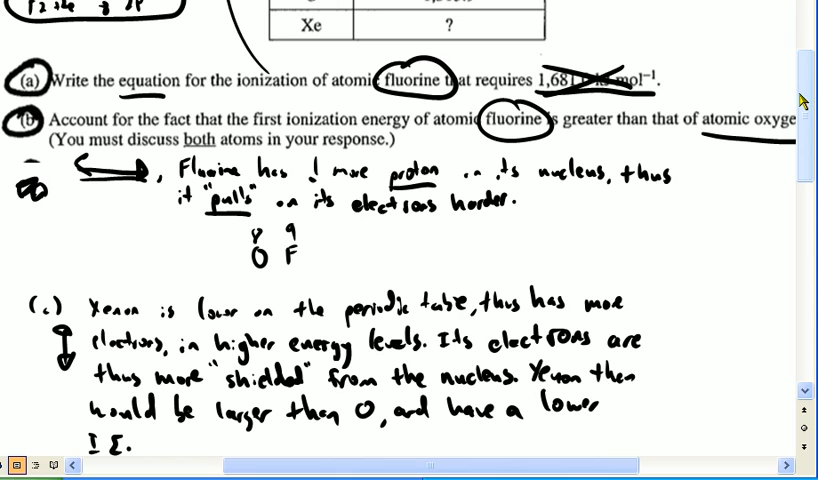 Xe ?
(a) Write the equation for the ionization of atomic fluorine that requires 1,681 mol⁻¹.
(b) Account for the fact that the first ionization energy of atomic fluorine is greater than that of atomic oxyge
(You must discuss both atoms in your response.)
, Fluorine has 1 more proton in its nucleus, thus
it "pulls" on its electrons harder.
8 9
O F
(c) Xenon is lower on the periodic table, thus has more
electrons, in higher energy levels. Its electrons are
thus more "shielded" from the nucleus. Xenon then
would be larger than O, and have a lower
IE.